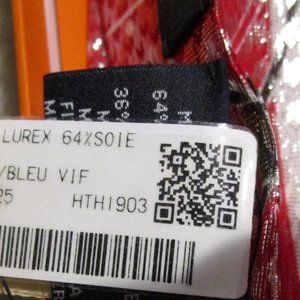 64%
36%
LUREX 64%SOIE
/BLEU VIF
25 HTH1903